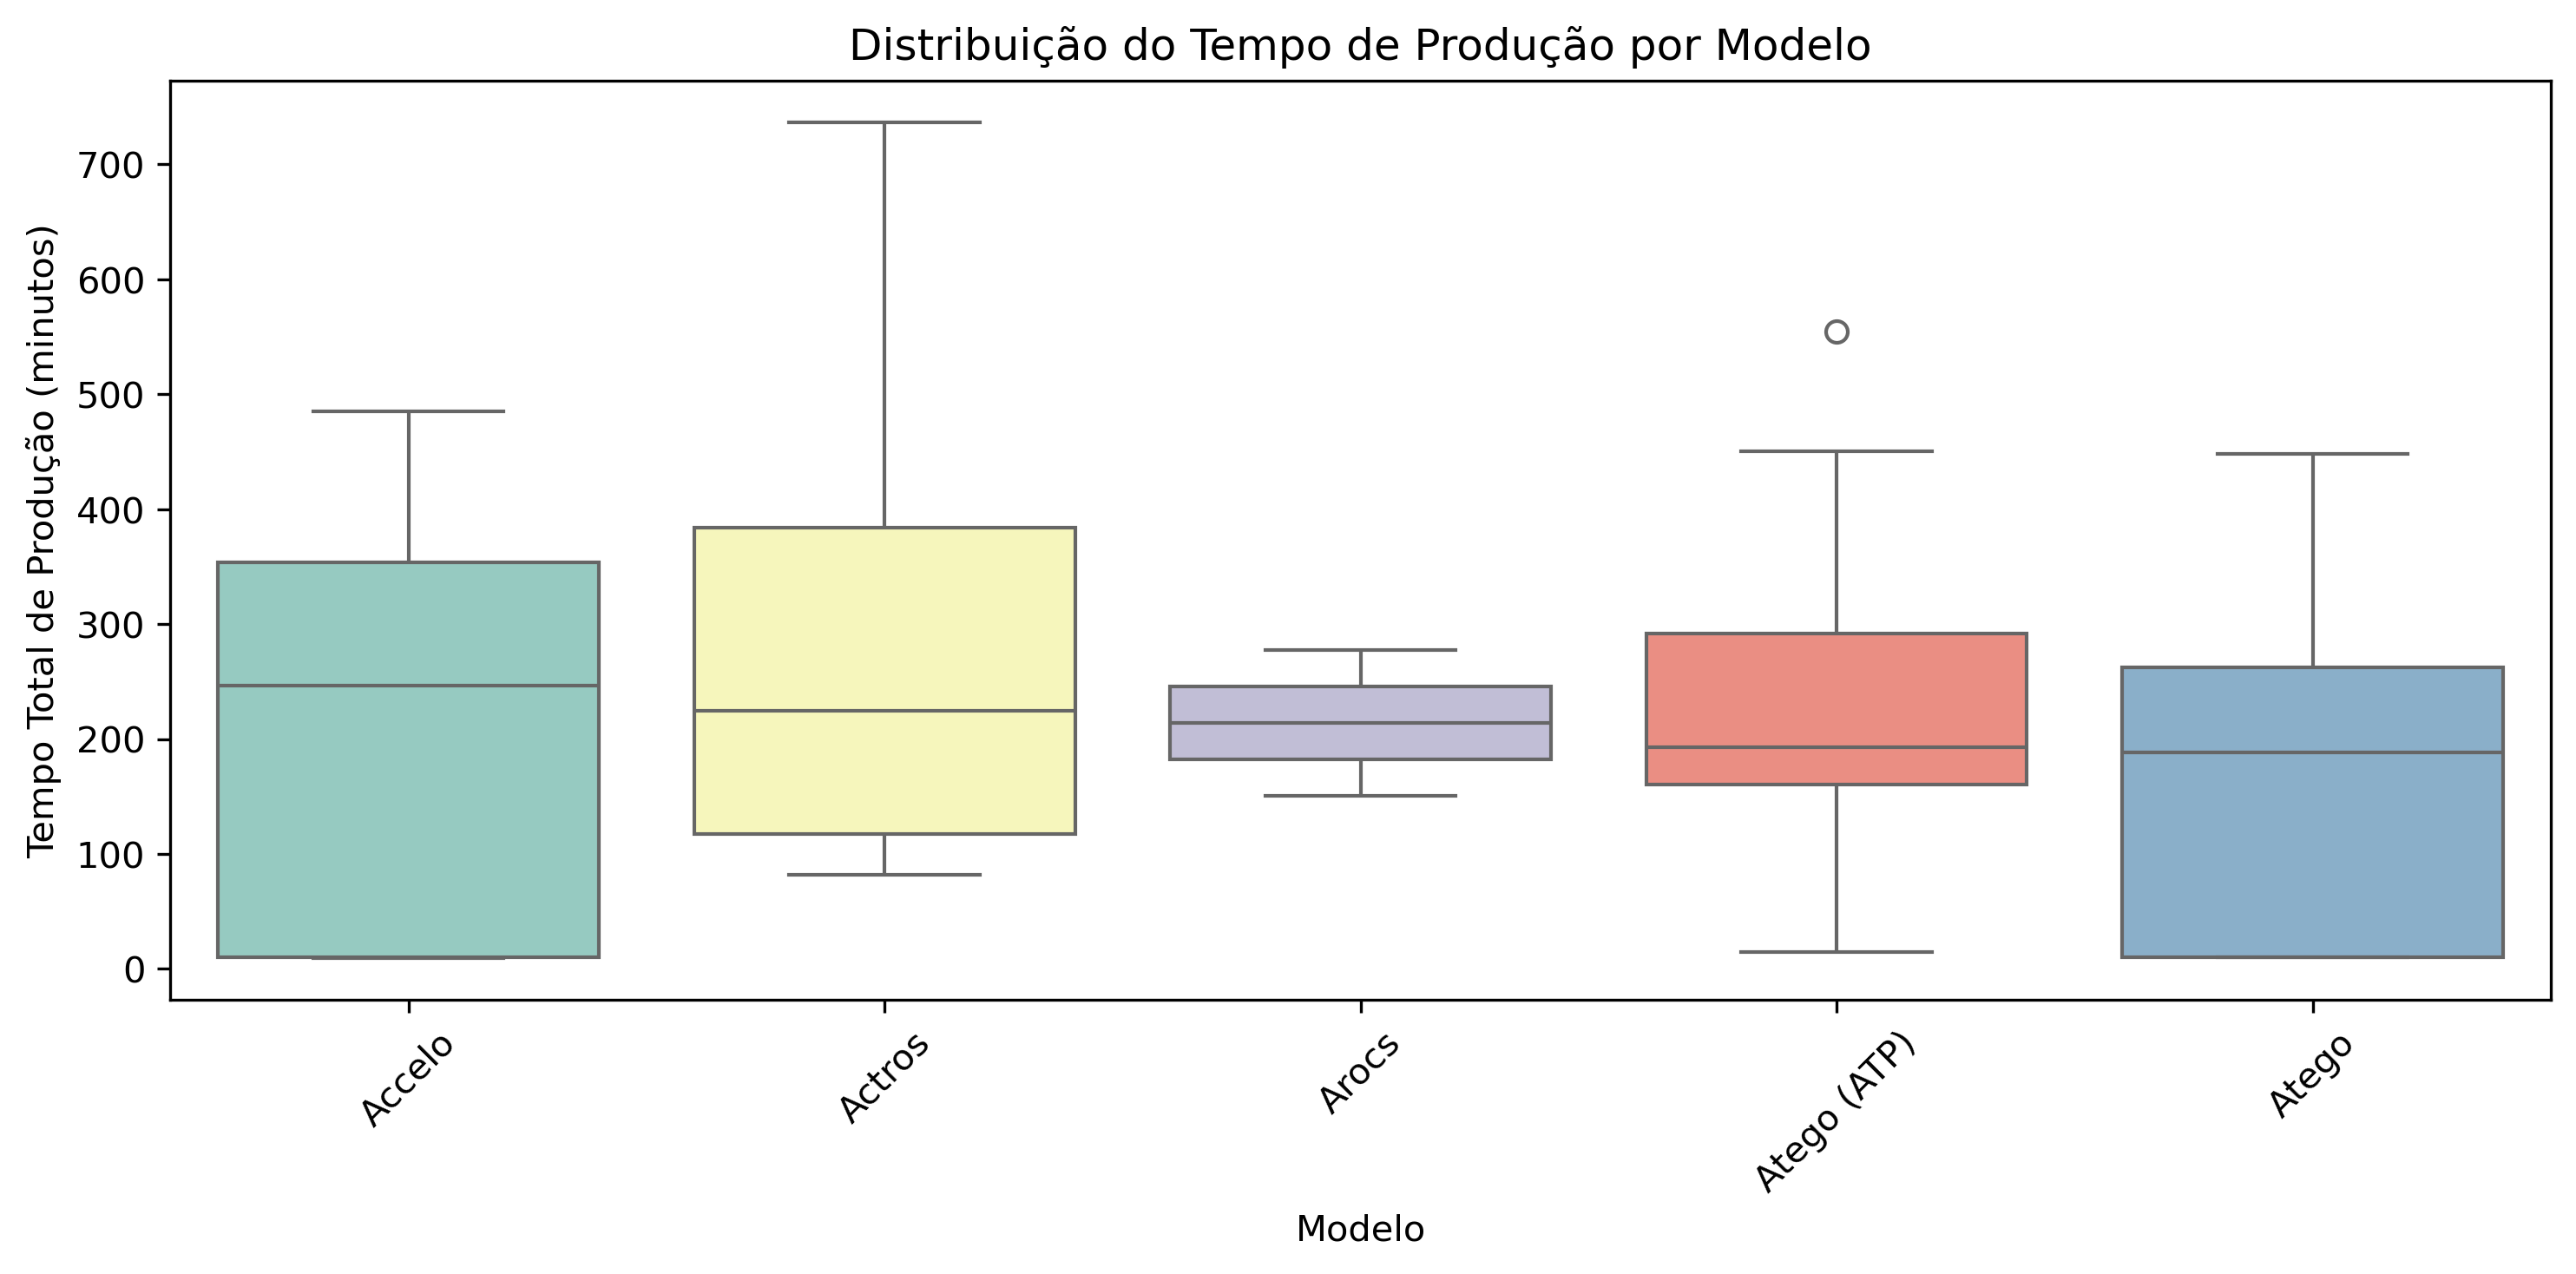 Distribuição do Tempo de Produção por Modelo
Tempo Total de Produção (minutos)
700
600
500
400
300
200
100
0
Accelo
Actros
Arocs
Atego (ATP)
Atego
Modelo